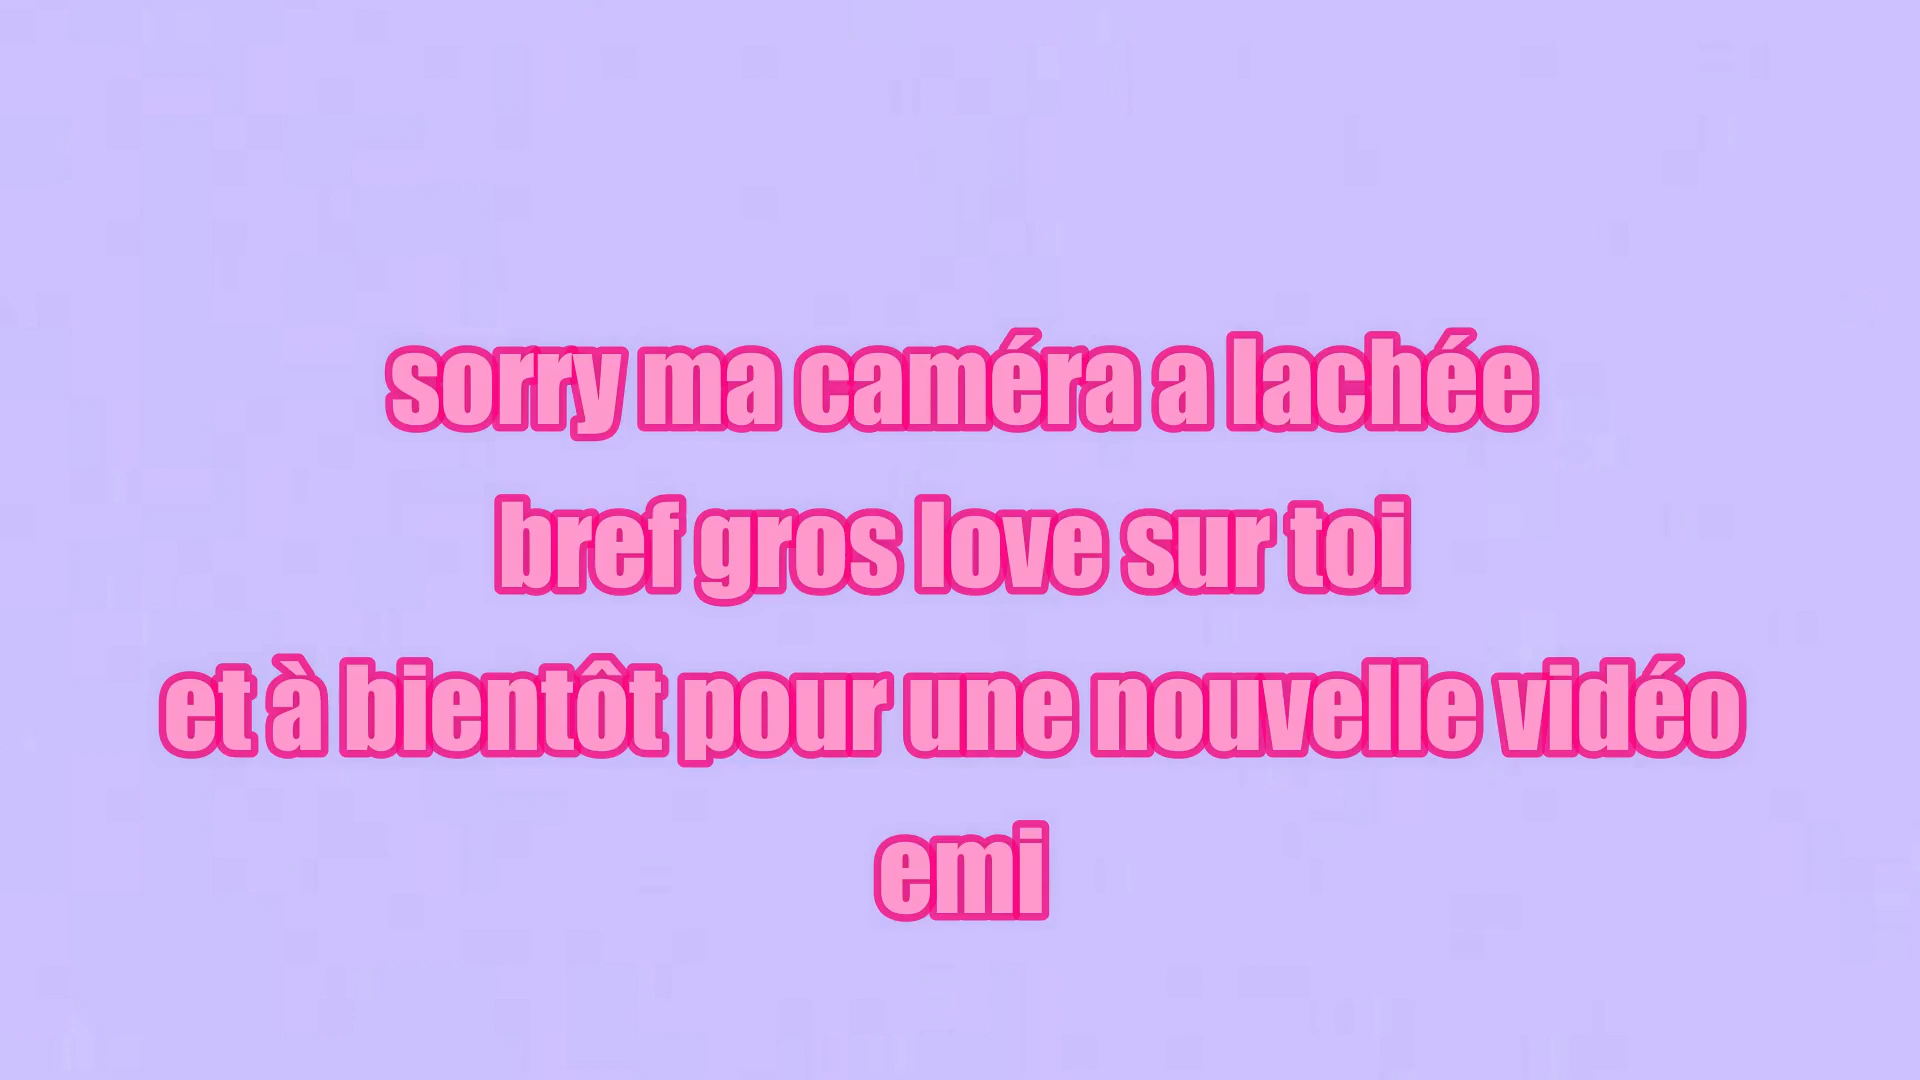 sorry ma caméra a lachée
bref gros love sur toi
et à bientôt pour une nouvelle vidéo
emi